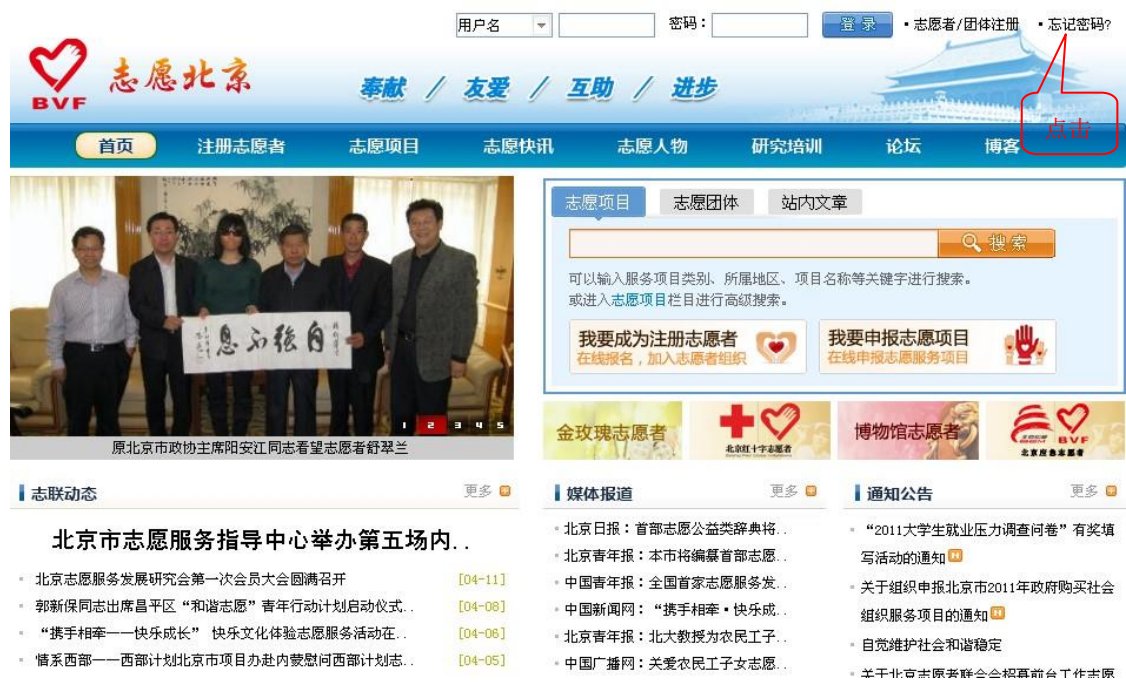 用户名
密码：
登 录
▪志愿者/团体注册
▪忘记密码?
BVF
志愿北京
奉献 / 友爱 / 互助 / 进步
点击
首页
注册志愿者
志愿项目
志愿快讯
志愿人物
研究培训
论坛
博客
志愿项目
志愿团体
站内文章
搜索
可以输入服务项目类别、所属地区、项目名称等关键字进行搜索。
或进入志愿项目栏目进行高级搜索。
我要成为注册志愿者
在线报名，加入志愿者组织
我要申报志愿项目
在线申报志愿服务项目
自强不息
1 2 3 4 5
原北京市政协主席阳安江同志看望志愿者舒翠兰
金玫瑰志愿者
北京红十字志愿者
博物馆志愿者
BVF
北京应急志愿者
志联动态
更多
北京市志愿服务指导中心举办第五场内..
北京志愿服务发展研究会第一次会员大会圆满召开 [04-11]
郭新保同志出席昌平区“和谐志愿”青年行动计划启动仪式.. [04-08]
“携手相牵——快乐成长” 快乐文化体验志愿服务活动在.. [04-06]
情系西部——西部计划北京市项目办赴内蒙慰问西部计划志.. [04-05]
媒体报道
更多
北京日报：首部志愿公益类辞典将..
北京青年报：本市将编纂首部志愿..
中国青年报：全国首家志愿服务发..
中国新闻网：“携手相牵·快乐成..
北京青年报：北大教授为农民工子..
中国广播网：关爱农民工子女志愿..
通知公告
更多
“2011大学生就业压力调查问卷”有奖填
写活动的通知
关于组织申报北京市2011年政府购买社会
组织服务项目的通知
自觉维护社会和谐稳定
关于北京志愿者联合会招募前台工作志愿